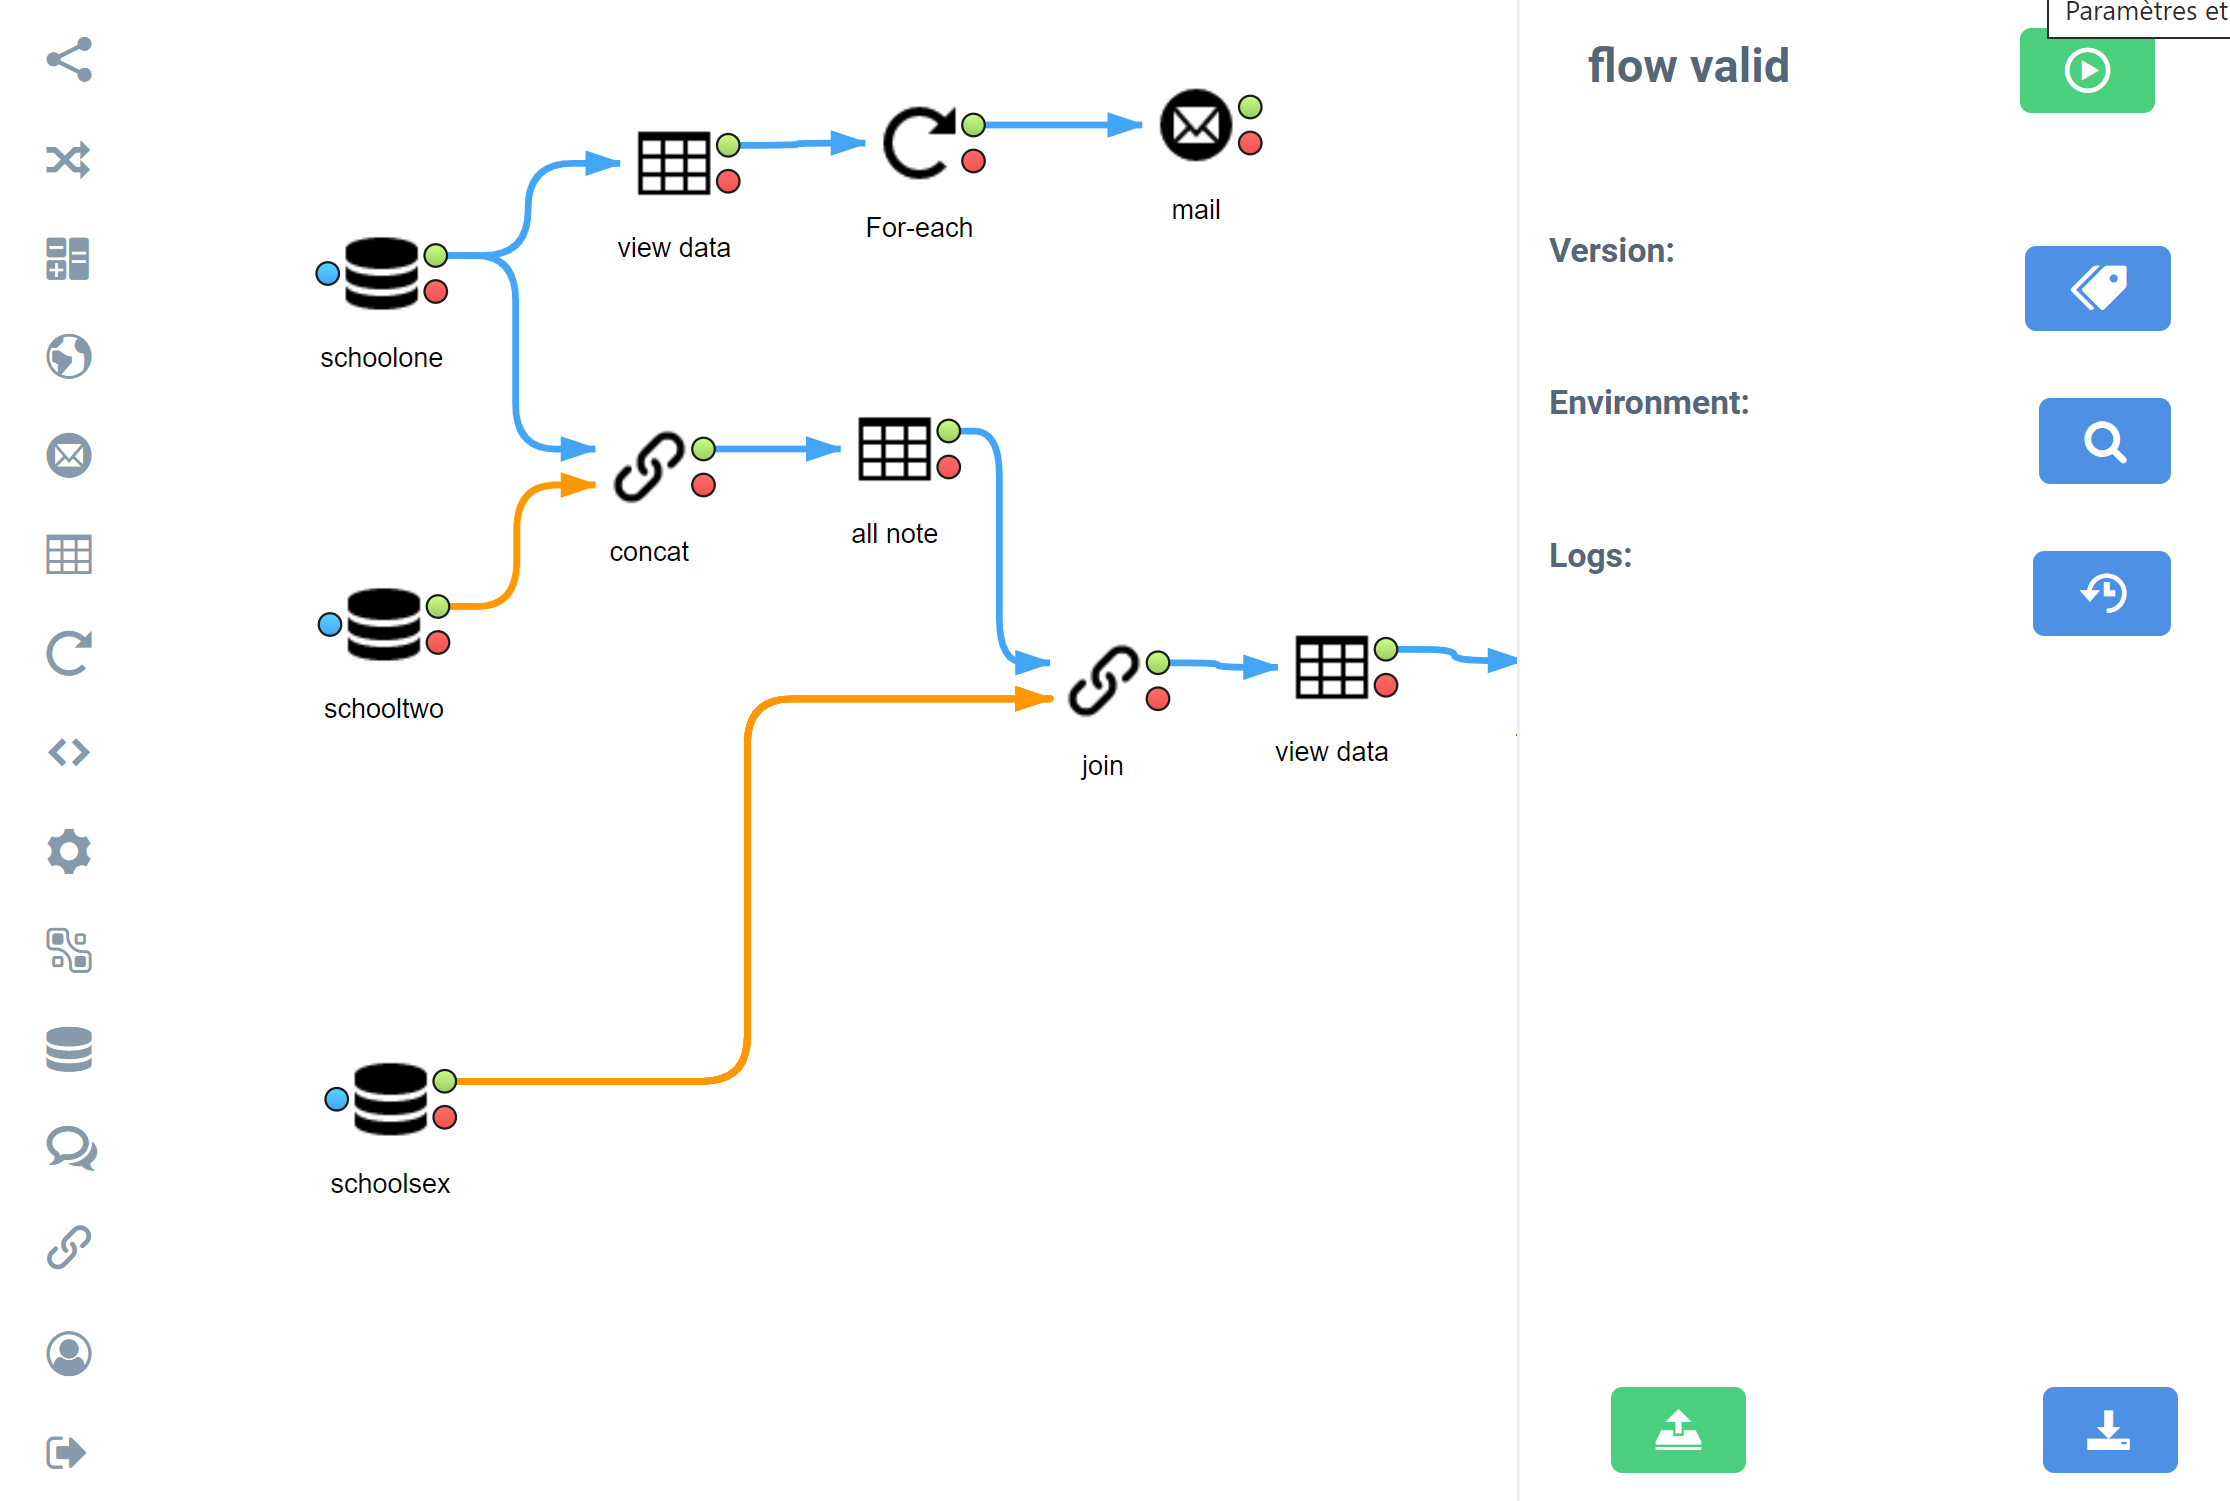 Paramètres et
flow valid
view data
For-each
mail
schoolone
Version:
Environment:
concat
all note
Logs:
schooltwo
join
view data
schoolsex